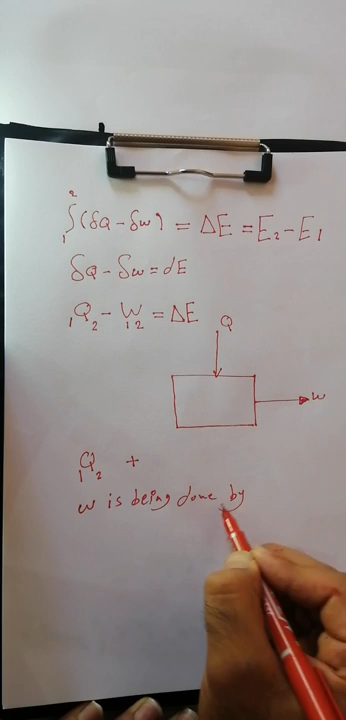 ∫₁² (δQ - δw) = ΔE = E₂ - E₁
δQ - δw = dE
₁Q₂ - ₁W₂ = ΔE
Q
W
₁Q₂ +
w is being done by